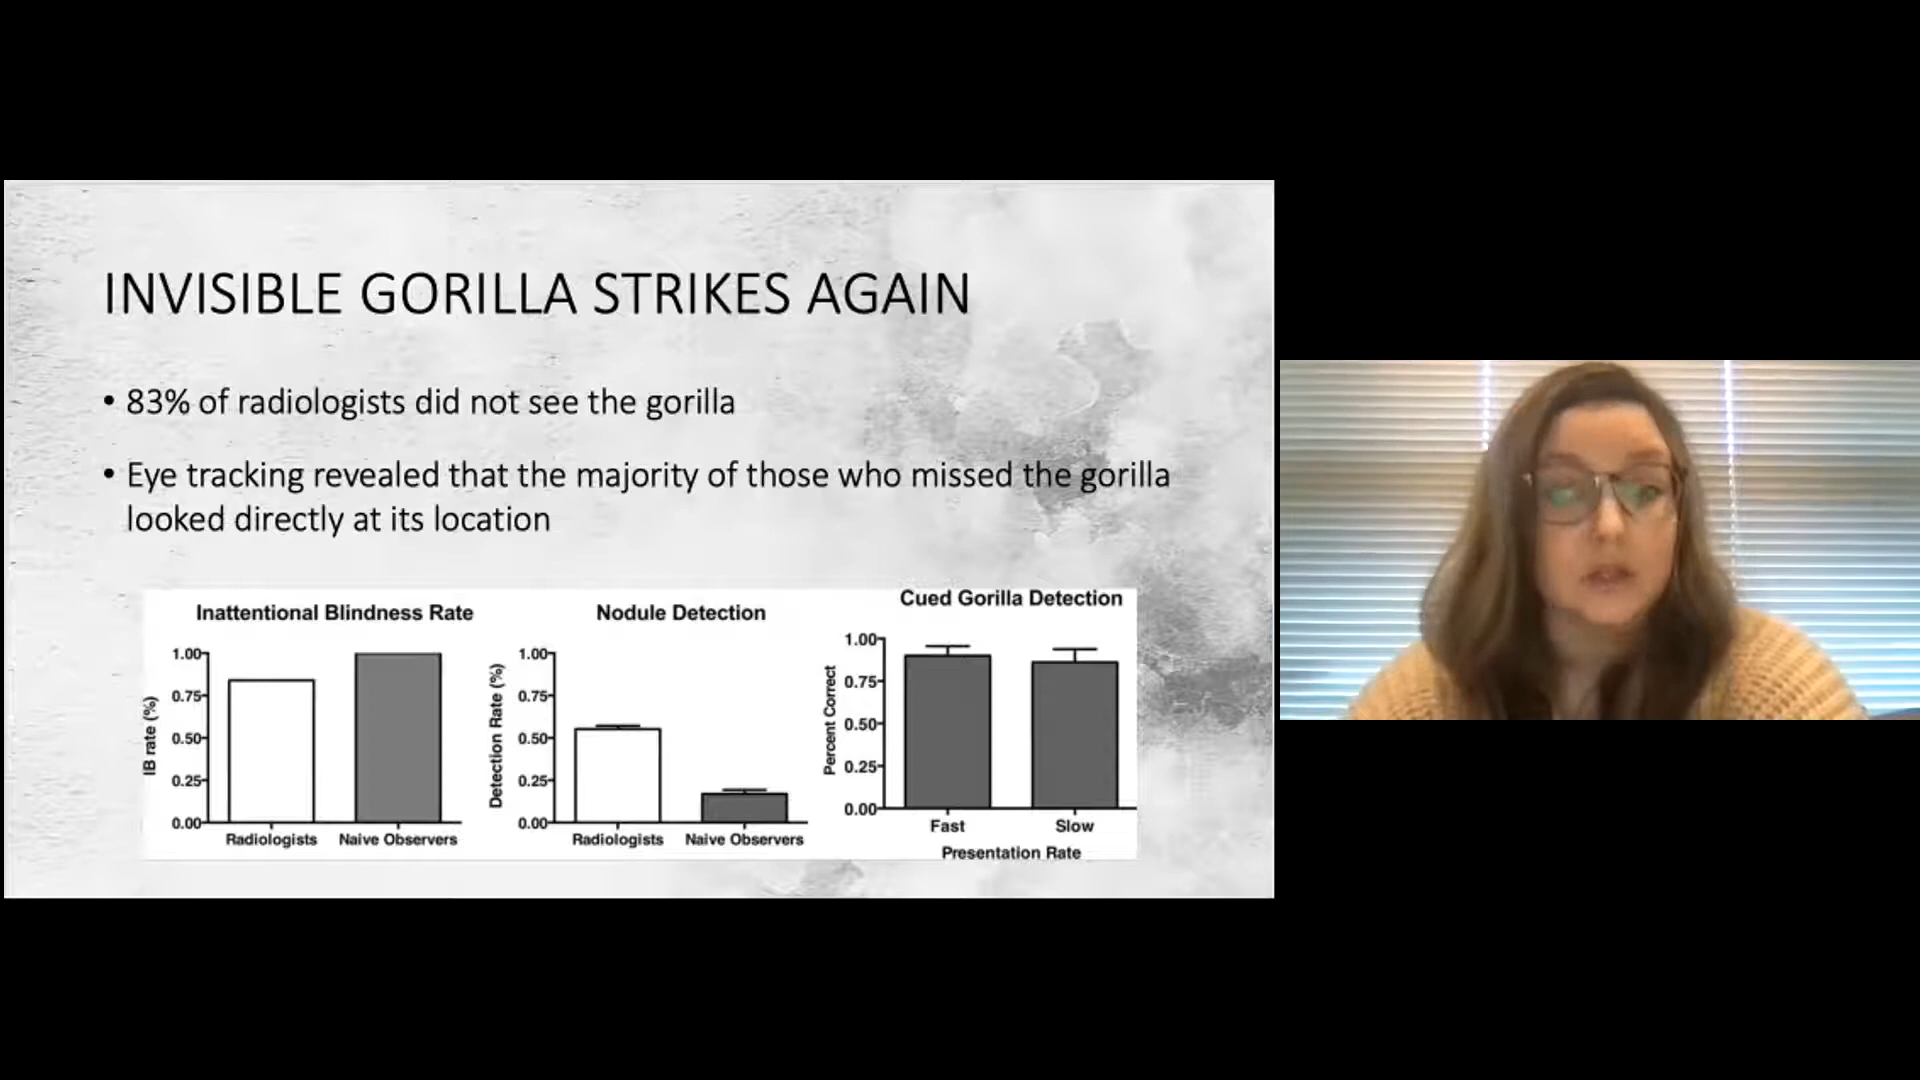 INVISIBLE GORILLA STRIKES AGAIN
• 83% of radiologists did not see the gorilla
• Eye tracking revealed that the majority of those who missed the gorilla
looked directly at its location
Inattentional Blindness Rate
IB rate (%)
1.00
0.75
0.50
0.25
0.00
Radiologists Naive Observers
Nodule Detection
Detection Rate (%)
1.00
0.75
0.50
0.25
0.00
Radiologists Naive Observers
Cued Gorilla Detection
Percent Correct
1.00
0.75
0.50
0.25
0.00
Fast Slow
Presentation Rate